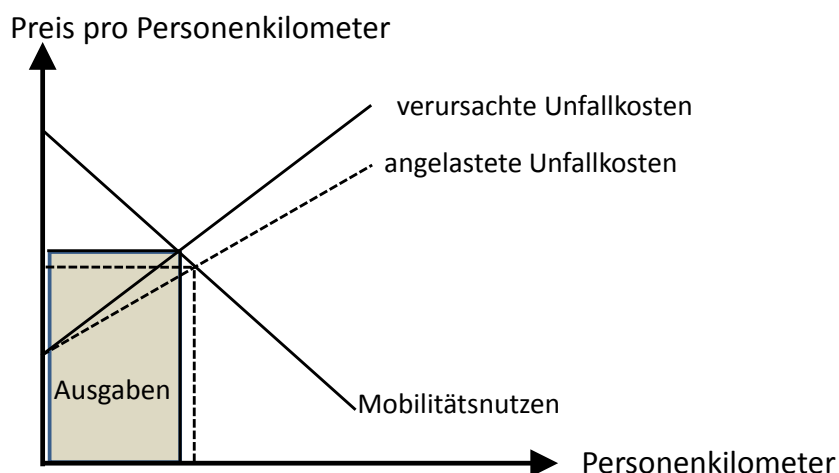 Preis pro Personenkilometer
verursachte Unfallkosten
angelastete Unfallkosten
Ausgaben
Mobilitätsnutzen
Personenkilometer